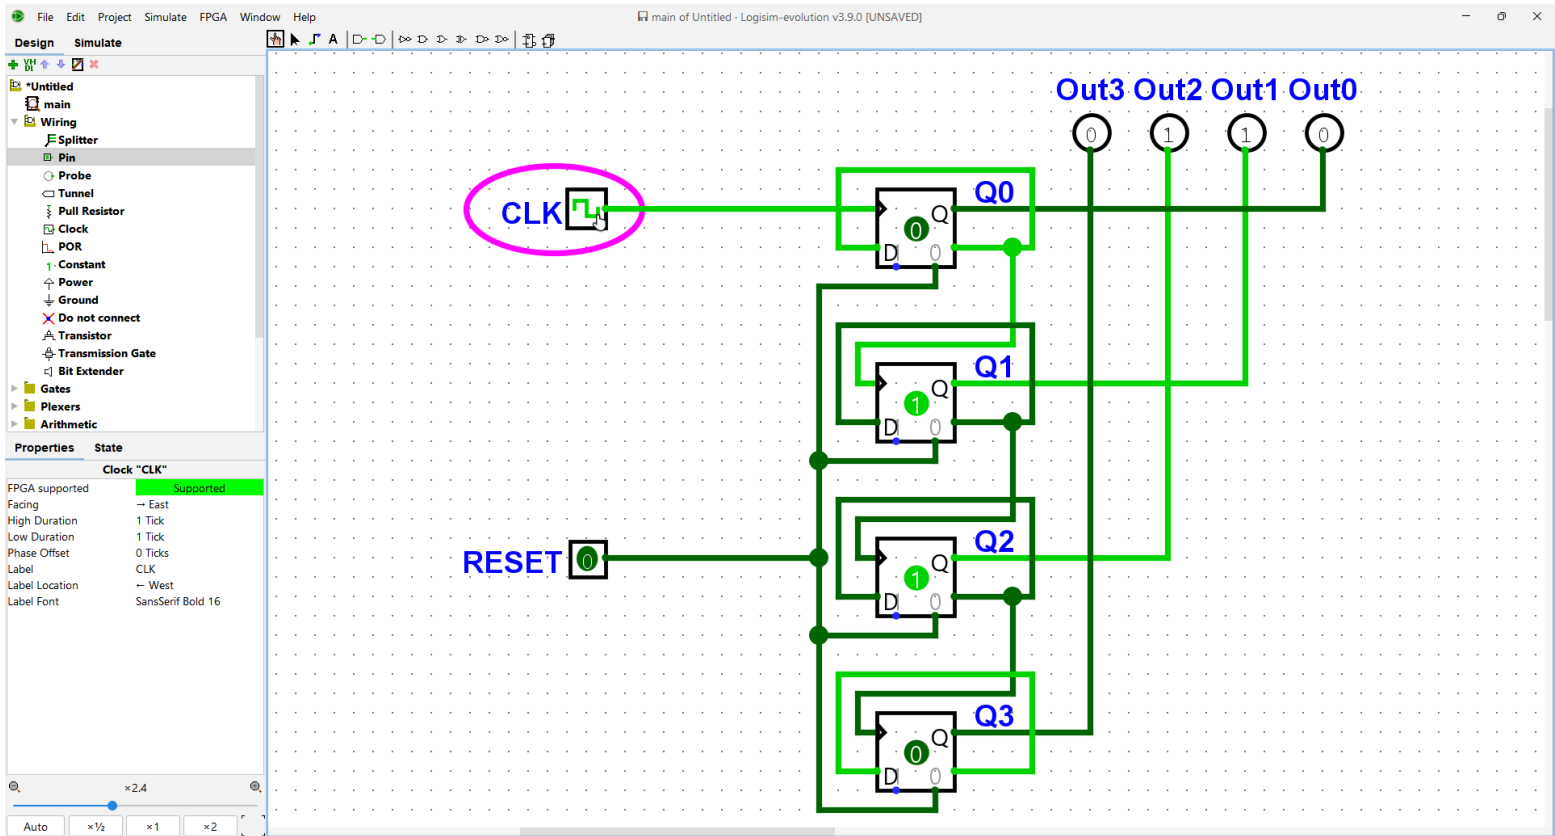 File Edit Project Simulate FPGA Window Help
main of Untitled · Logisim-evolution v3.9.0 [UNSAVED]
Design Simulate
A
VH
DL
*Untitled
main
Wiring
Splitter
Pin
Probe
Tunnel
Pull Resistor
Clock
POR
1 Constant
Power
Ground
Do not connect
Transistor
Transmission Gate
Bit Extender
Gates
Plexers
Arithmetic
Properties State
Clock "CLK"
FPGA supported Supported
Facing → East
High Duration 1 Tick
Low Duration 1 Tick
Phase Offset 0 Ticks
Label CLK
Label Location ← West
Label Font SansSerif Bold 16
×2.4
Auto ×½ ×1 ×2
Out3 Out2 Out1 Out0
0 1 1 0
CLK
Q0
Q
0
D 0
Q1
Q
1
D 0
RESET 0
Q2
Q
1
D 0
Q3
Q
0
D 0